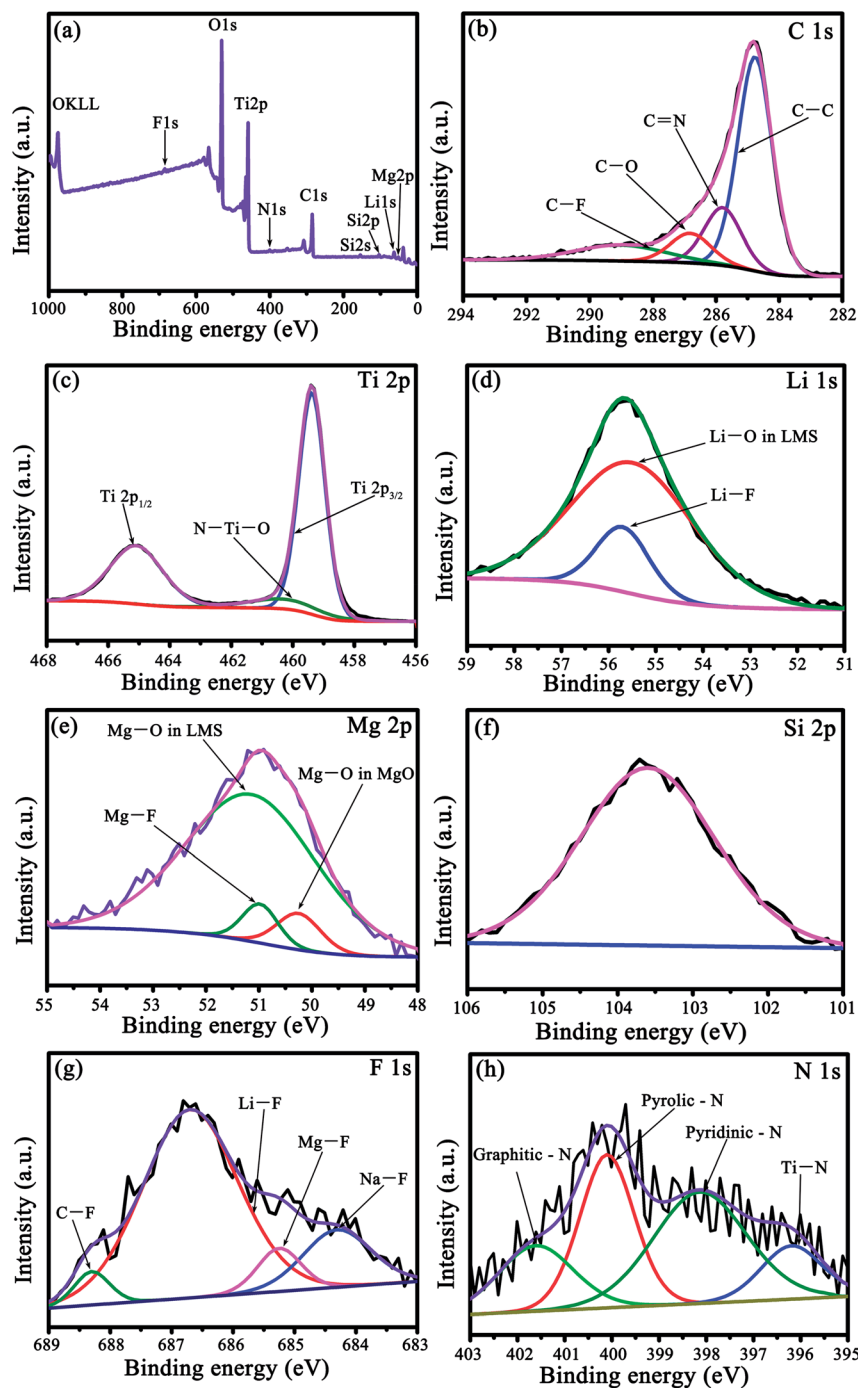 (a)
O1s
OKLL
Ti2p
F1s
C1s
Mg2p
Li1s
N1s
Si2p
Si2s
Intensity (a.u.)
1000 800 600 400 200 0
Binding energy (eV)
(b) C 1s
C=N
C−C
C−O
C−F
Intensity (a.u.)
294 292 290 288 286 284 282
Binding energy (eV)
(c) Ti 2p
Ti 2p1/2
Ti 2p3/2
N−Ti−O
Intensity (a.u.)
468 466 464 462 460 458 456
Binding energy (eV)
(d) Li 1s
Li−O in LMS
Li−F
Intensity (a.u.)
59 58 57 56 55 54 53 52 51
Binding energy (eV)
(e) Mg 2p
Mg−O in LMS
Mg−O in MgO
Mg−F
Intensity (a.u.)
55 54 53 52 51 50 49 48
Binding energy (eV)
(f) Si 2p
Intensity (a.u.)
106 105 104 103 102 101
Binding energy (eV)
(g) F 1s
Li−F
Mg−F
Na−F
C−F
Intensity (a.u.)
689 688 687 686 685 684 683
Binding energy (eV)
(h) N 1s
Pyrolic - N
Pyridinic - N
Graphitic - N
Ti−N
Intensity (a.u.)
403 402 401 400 399 398 397 396 395
Binding energy (eV)